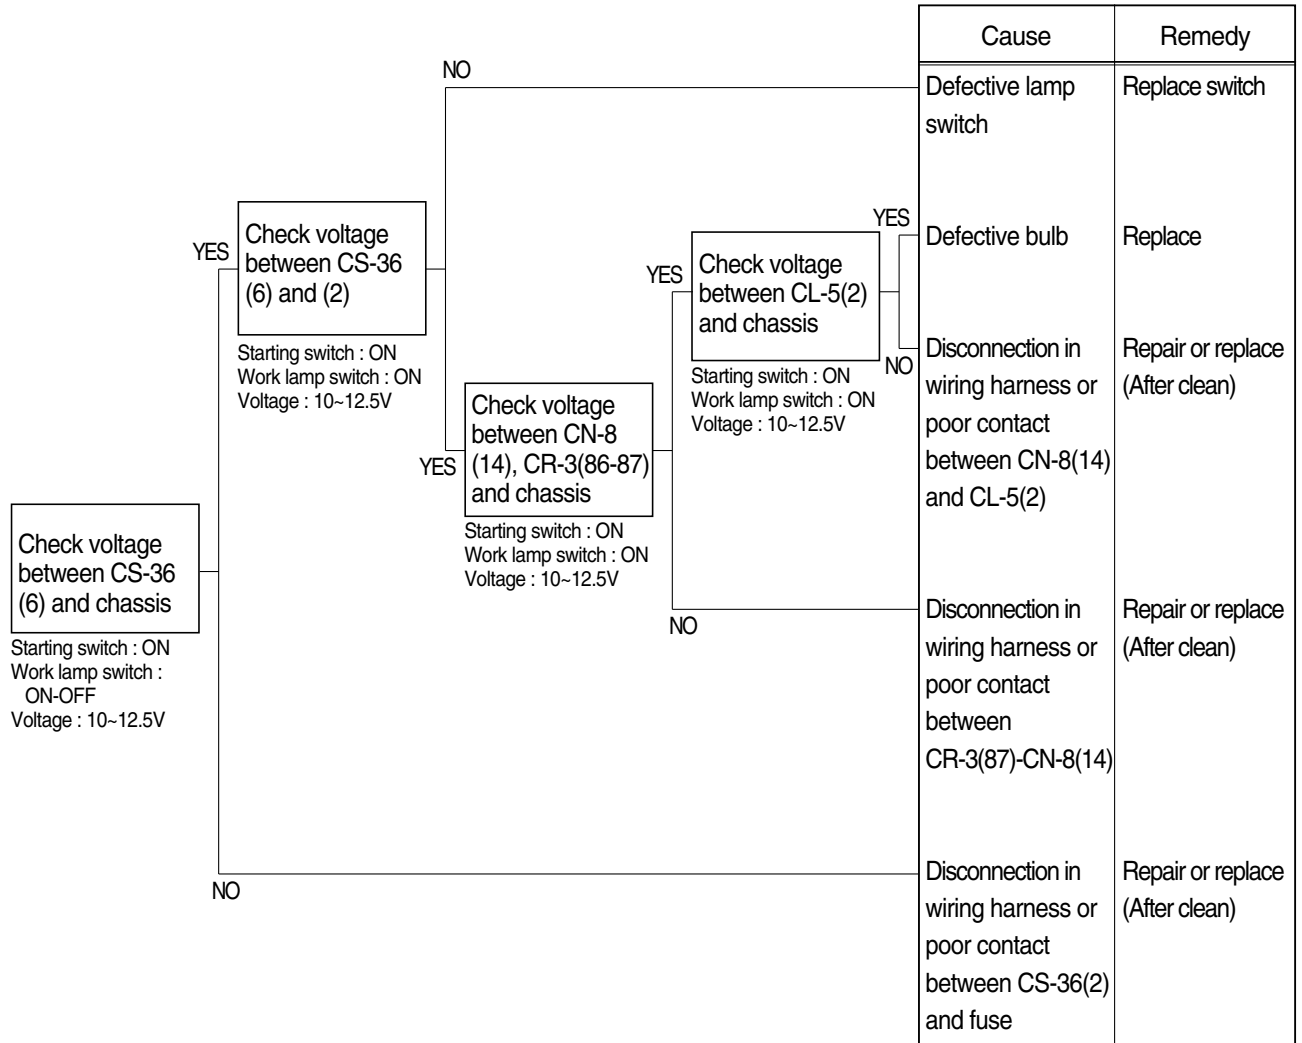 Cause
Remedy
NO
Defective lamp
switch
Replace switch
YES
Check voltage
between CS-36
(6) and (2)
Starting switch : ON
Work lamp switch : ON
Voltage : 10~12.5V
YES
Check voltage
between CL-5(2)
and chassis
Starting switch : ON
Work lamp switch : ON
Voltage : 10~12.5V
YES
Defective bulb
Replace
NO
Disconnection in
wiring harness or
poor contact
between CN-8(14)
and CL-5(2)
Repair or replace
(After clean)
YES
Check voltage
between CN-8
(14), CR-3(86-87)
and chassis
Starting switch : ON
Work lamp switch : ON
Voltage : 10~12.5V
NO
Disconnection in
wiring harness or
poor contact
between
CR-3(87)-CN-8(14)
Repair or replace
(After clean)
Check voltage
between CS-36
(6) and chassis
Starting switch : ON
Work lamp switch :
ON-OFF
Voltage : 10~12.5V
NO
Disconnection in
wiring harness or
poor contact
between CS-36(2)
and fuse
Repair or replace
(After clean)